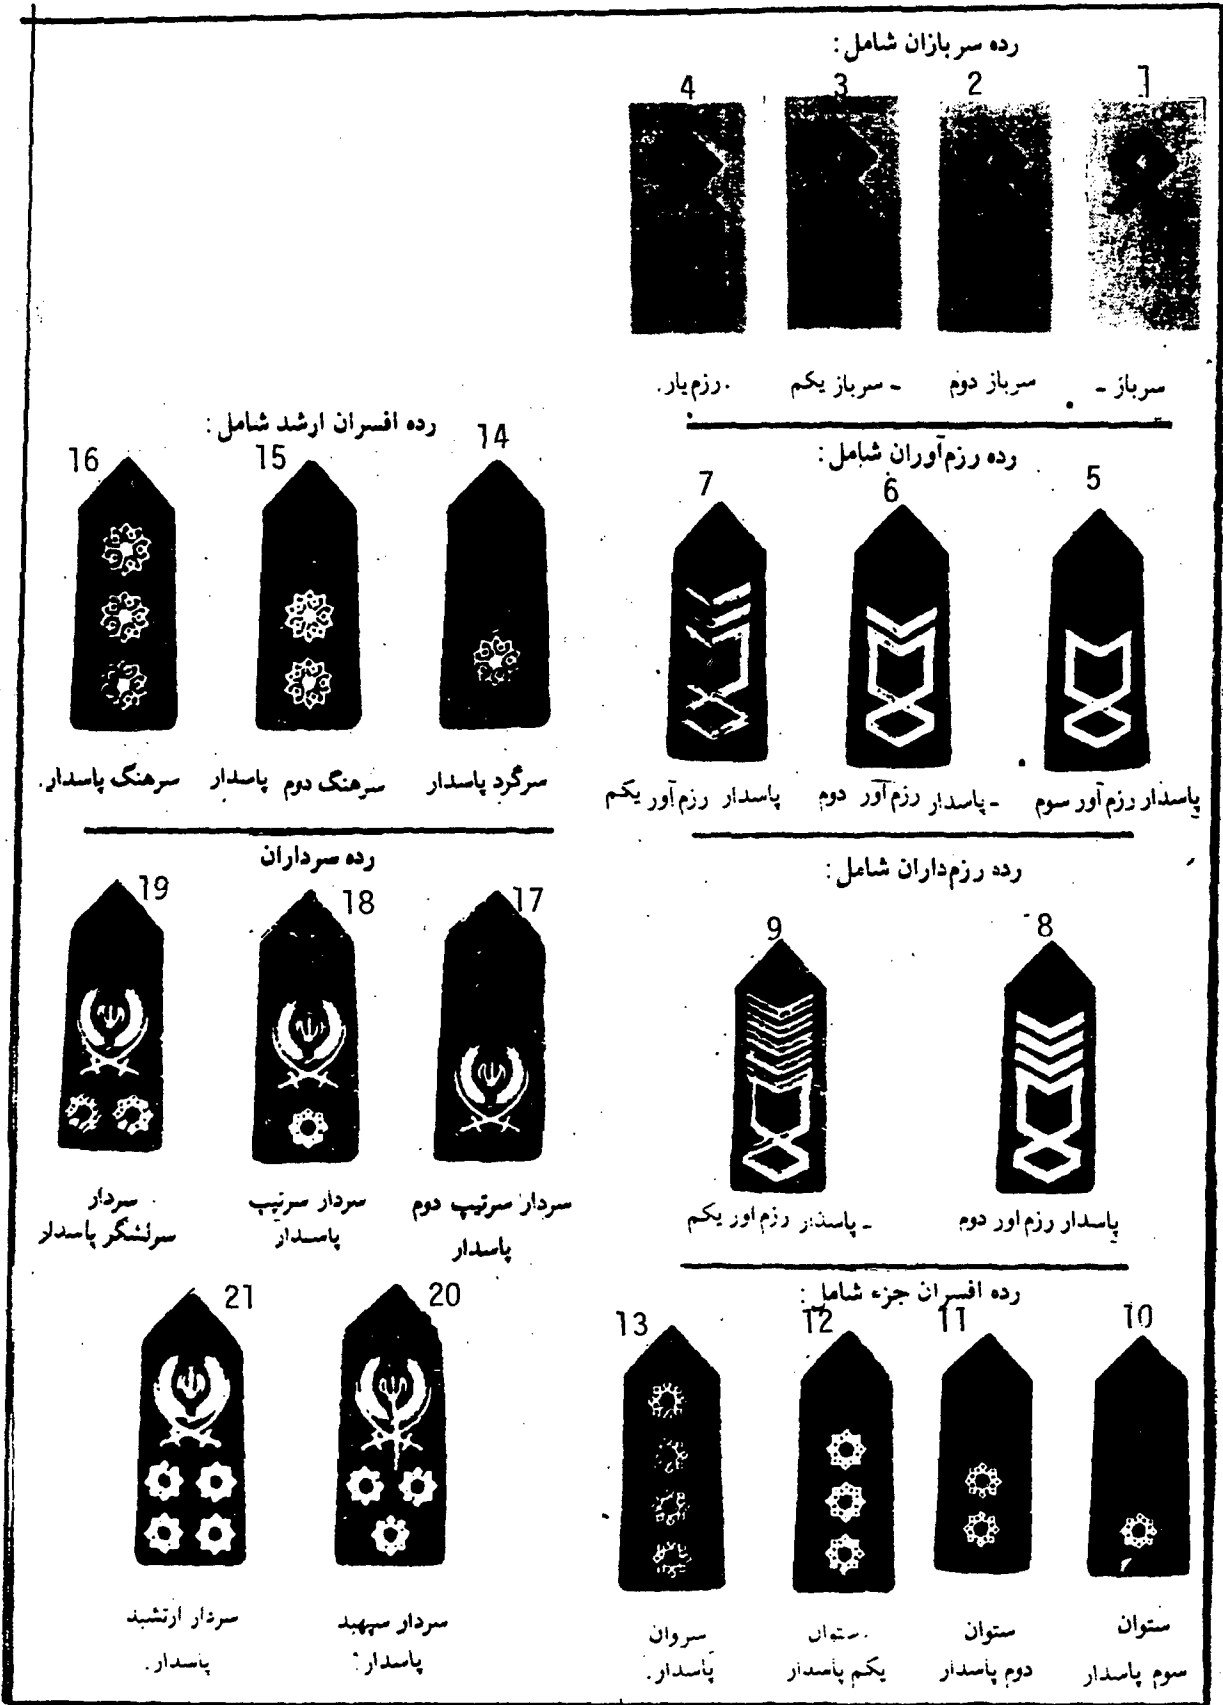 رده سربازان شامل:
1
2
3
4
سرباز -
سرباز دوم
- سرباز یکم
.رزم‌یار.
رده رزم‌آوران شامل:
5
6
7
پاسدار رزم‌آور سوم
- پاسدار رزم‌آور دوم
پاسدار رزم‌آور یکم
رده رزم‌داران شامل:
8
9
پاسدار رزم‌اور دوم
- پاسدار رزم‌اور یکم
رده افسران جزء شامل:
10
11
12
13
ستوان
سوم پاسدار
ستوان
دوم پاسدار
ستوان
یکم پاسدار
سروان
پاسدار.
رده افسران ارشد شامل:
14
15
16
سرگرد پاسدار
سرهنگ دوم پاسدار
سرهنگ پاسدار.
رده سرداران
17
18
19
سردار سرتیپ دوم
پاسدار
سردار سرتیپ
پاسدار
سردار
سرلشگر پاسدار
20
21
سردار سپهبد
پاسدار
سردار ارتشبد
پاسدار.